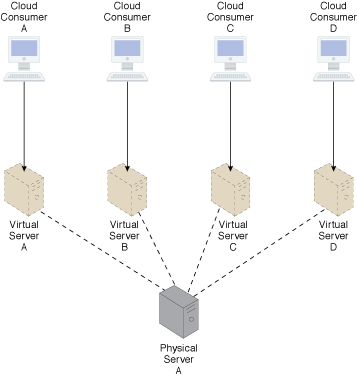 Cloud
Consumer
A
Cloud
Consumer
B
Cloud
Consumer
C
Cloud
Consumer
D
Virtual
Server
A
Virtual
Server
B
Virtual
Server
C
Virtual
Server
D
Physical
Server
A